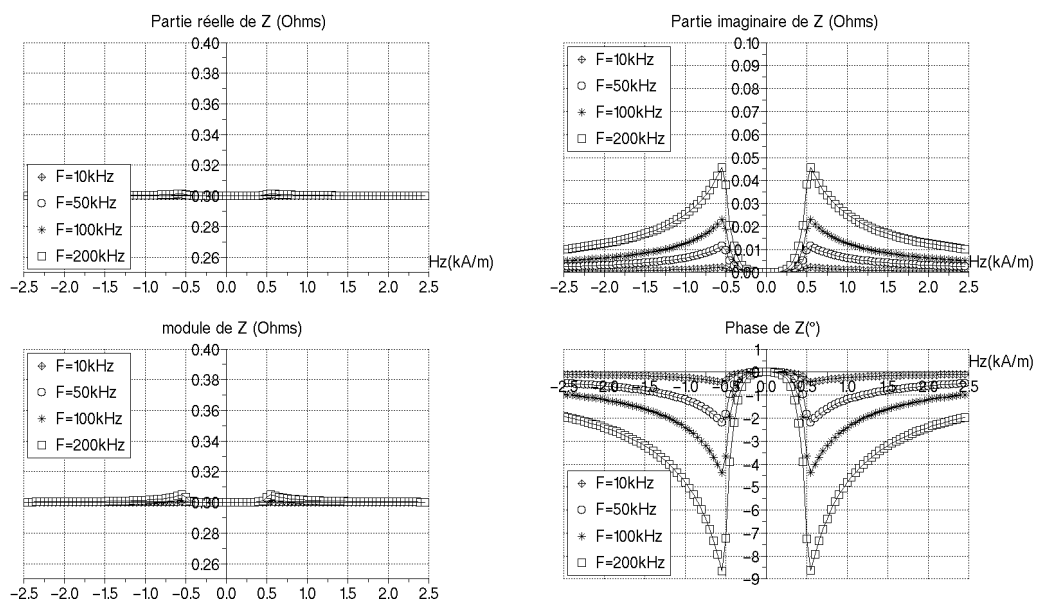 Partie réelle de Z (Ohms)
0.40
0.38
0.36
0.34
0.32
0.30
0.28
0.26
F=10kHz
F=50kHz
F=100kHz
F=200kHz
Hz(kA/m)
−2.5 −2.0 −1.5 −1.0 −0.5 0.0 0.5 1.0 1.5 2.0 2.5
Partie imaginaire de Z (Ohms)
0.10
0.09
0.08
0.07
0.06
0.05
0.04
0.03
0.02
0.01
0.00
F=10kHz
F=50kHz
F=100kHz
F=200kHz
Hz(kA/m)
−2.5 −2.0 −1.5 −1.0 −0.5 0.0 0.5 1.0 1.5 2.0 2.5
module de Z (Ohms)
0.40
0.38
0.36
0.34
0.32
0.30
0.28
0.26
F=10kHz
F=50kHz
F=100kHz
F=200kHz
−2.5 −2.0 −1.5 −1.0 −0.5 0.0 0.5 1.0 1.5 2.0 2.5
Phase de Z(°)
1
Hz(kA/m)
−2.5 −2.0 −1.5 −1.0 −0.5 0.0 0.5 1.0 1.5 2.0 2.5
−1
−2
−3
−4
−5
−6
−7
−8
−9
F=10kHz
F=50kHz
F=100kHz
F=200kHz